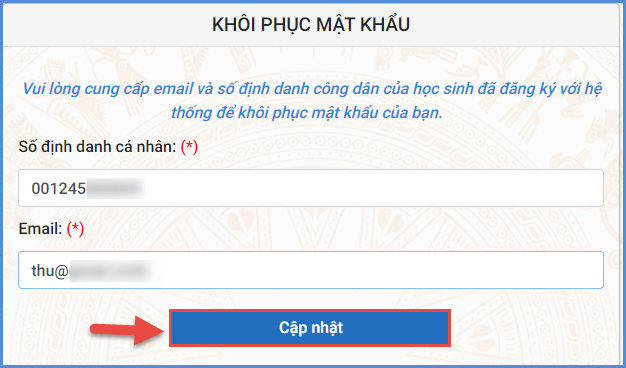 KHÔI PHỤC MẬT KHẨU
Vui lòng cung cấp email và số định danh công dân của học sinh đã đăng ký với hệ
thống để khôi phục mật khẩu của bạn.
Số định danh cá nhân: (*)
001245
Email: (*)
thu@
Cập nhật